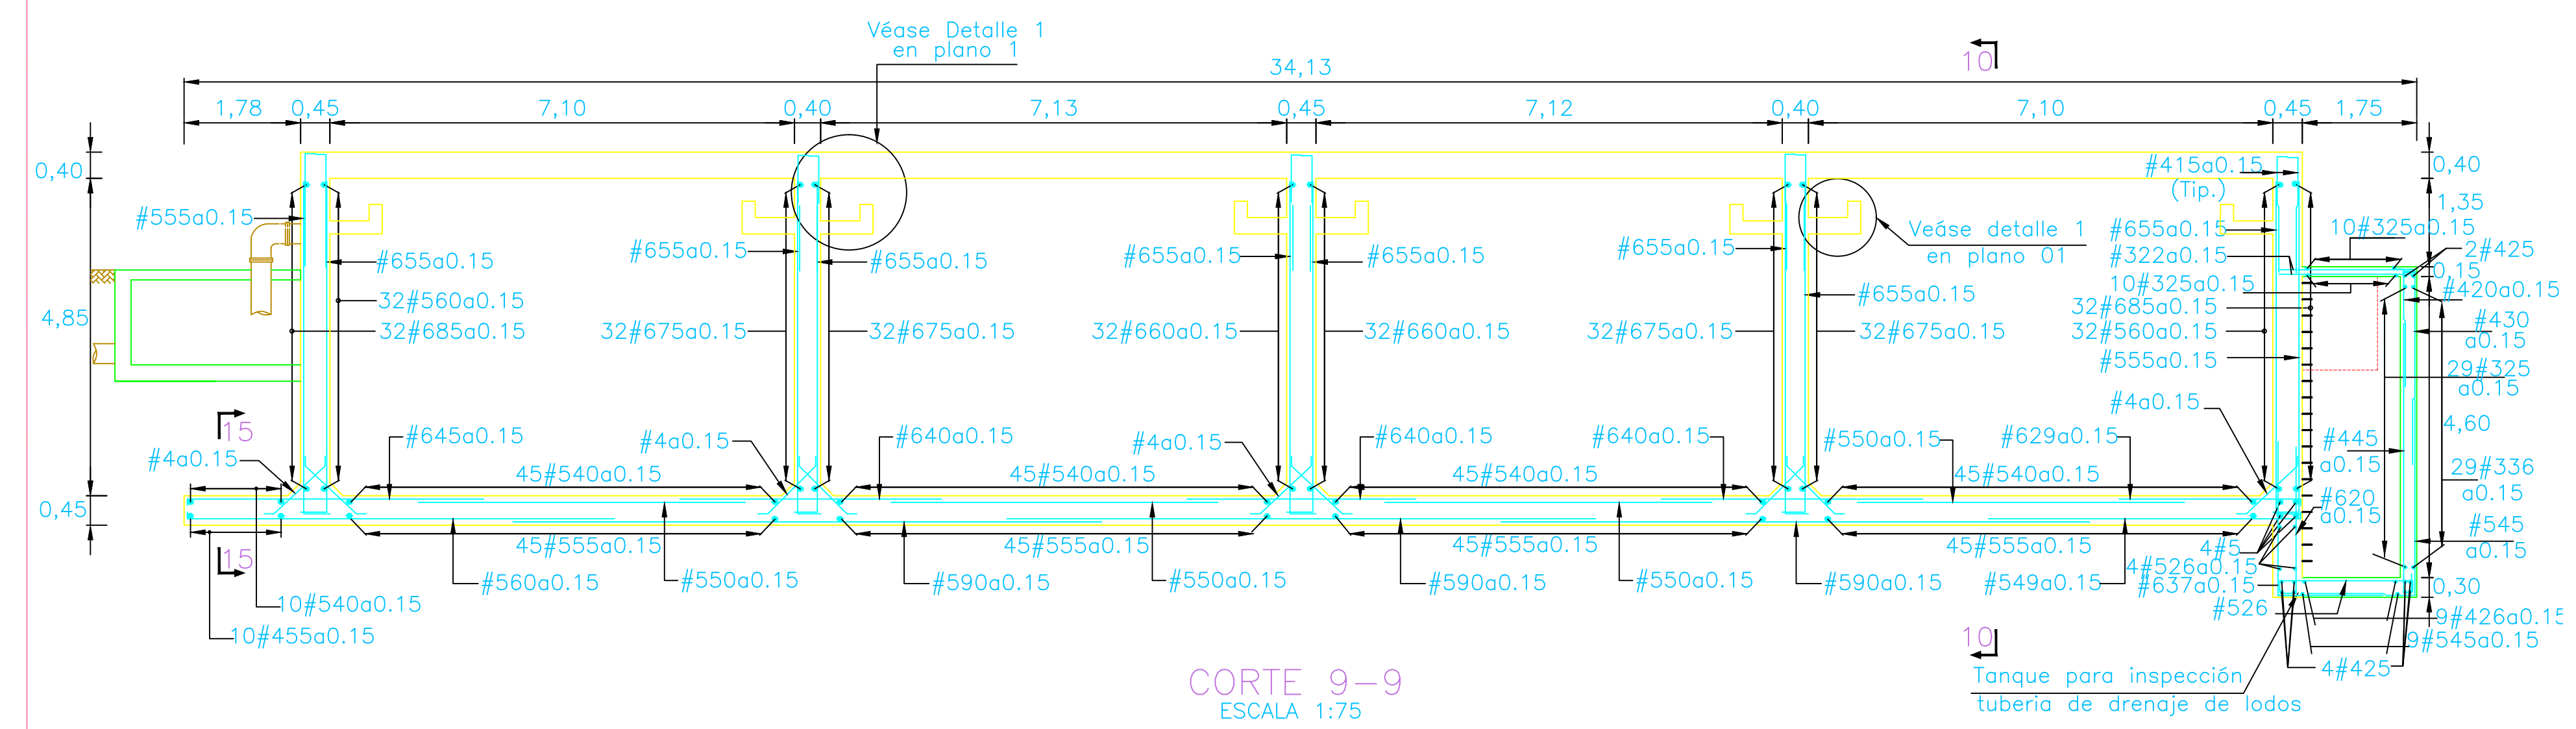 Véase Detalle 1
en plano 1
10
34,13
1,78
0,45
7,10
0,40
7,13
0,45
7,12
0,40
7,10
0,45
1,75
0,40
4,85
0,45
#555a0.15
#655a0.15
32#560a0.15
32#685a0.15
#655a0.15
#655a0.15
32#675a0.15
32#675a0.15
#655a0.15
#655a0.15
32#660a0.15
32#660a0.15
#655a0.15
#655a0.15
32#675a0.15
32#675a0.15
Veáse detalle 1
en plano 01
#415a0.15
(Tip.)
#655a0.15
#322a0.15
10#325a0.15
10#325a0.15
32#685a0.15
32#560a0.15
#555a0.15
#4a0.15
0,40
1,35
2#425
0,15
#420a0.15
#430
a0.15
29#325
a0.15
4,60
#445
a0.15
29#336
a0.15
#620
a0.15
#545
a0.15
0,30
15
15
#4a0.15
#645a0.15
45#540a0.15
#4a0.15
#640a0.15
45#540a0.15
#4a0.15
#640a0.15
45#540a0.15
#640a0.15
#550a0.15
#629a0.15
45#540a0.15
45#555a0.15
45#555a0.15
45#555a0.15
45#555a0.15
#560a0.15
#550a0.15
#590a0.15
#550a0.15
#590a0.15
#550a0.15
#590a0.15
#549a0.15
4#5
4#526a0.15
#637a0.15
#526
10#540a0.15
10#455a0.15
9#426a0.15
9#545a0.15
4#425
10
Tanque para inspección
tuberia de drenaje de lodos
CORTE 9-9
ESCALA 1:75